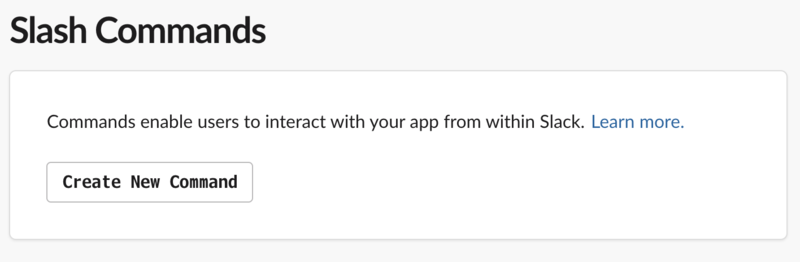 Slash Commands
Commands enable users to interact with your app from within Slack. Learn more.
Create New Command